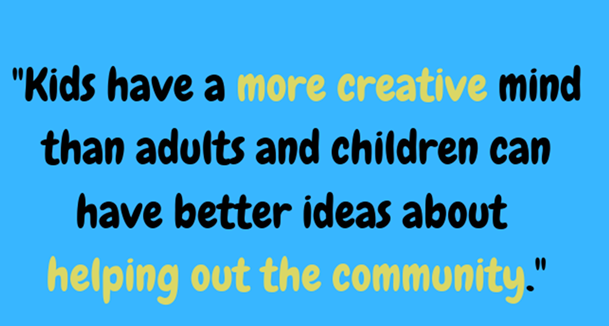 "Kids have a more creative mind
than adults and children can
have better ideas about
helping out the community."